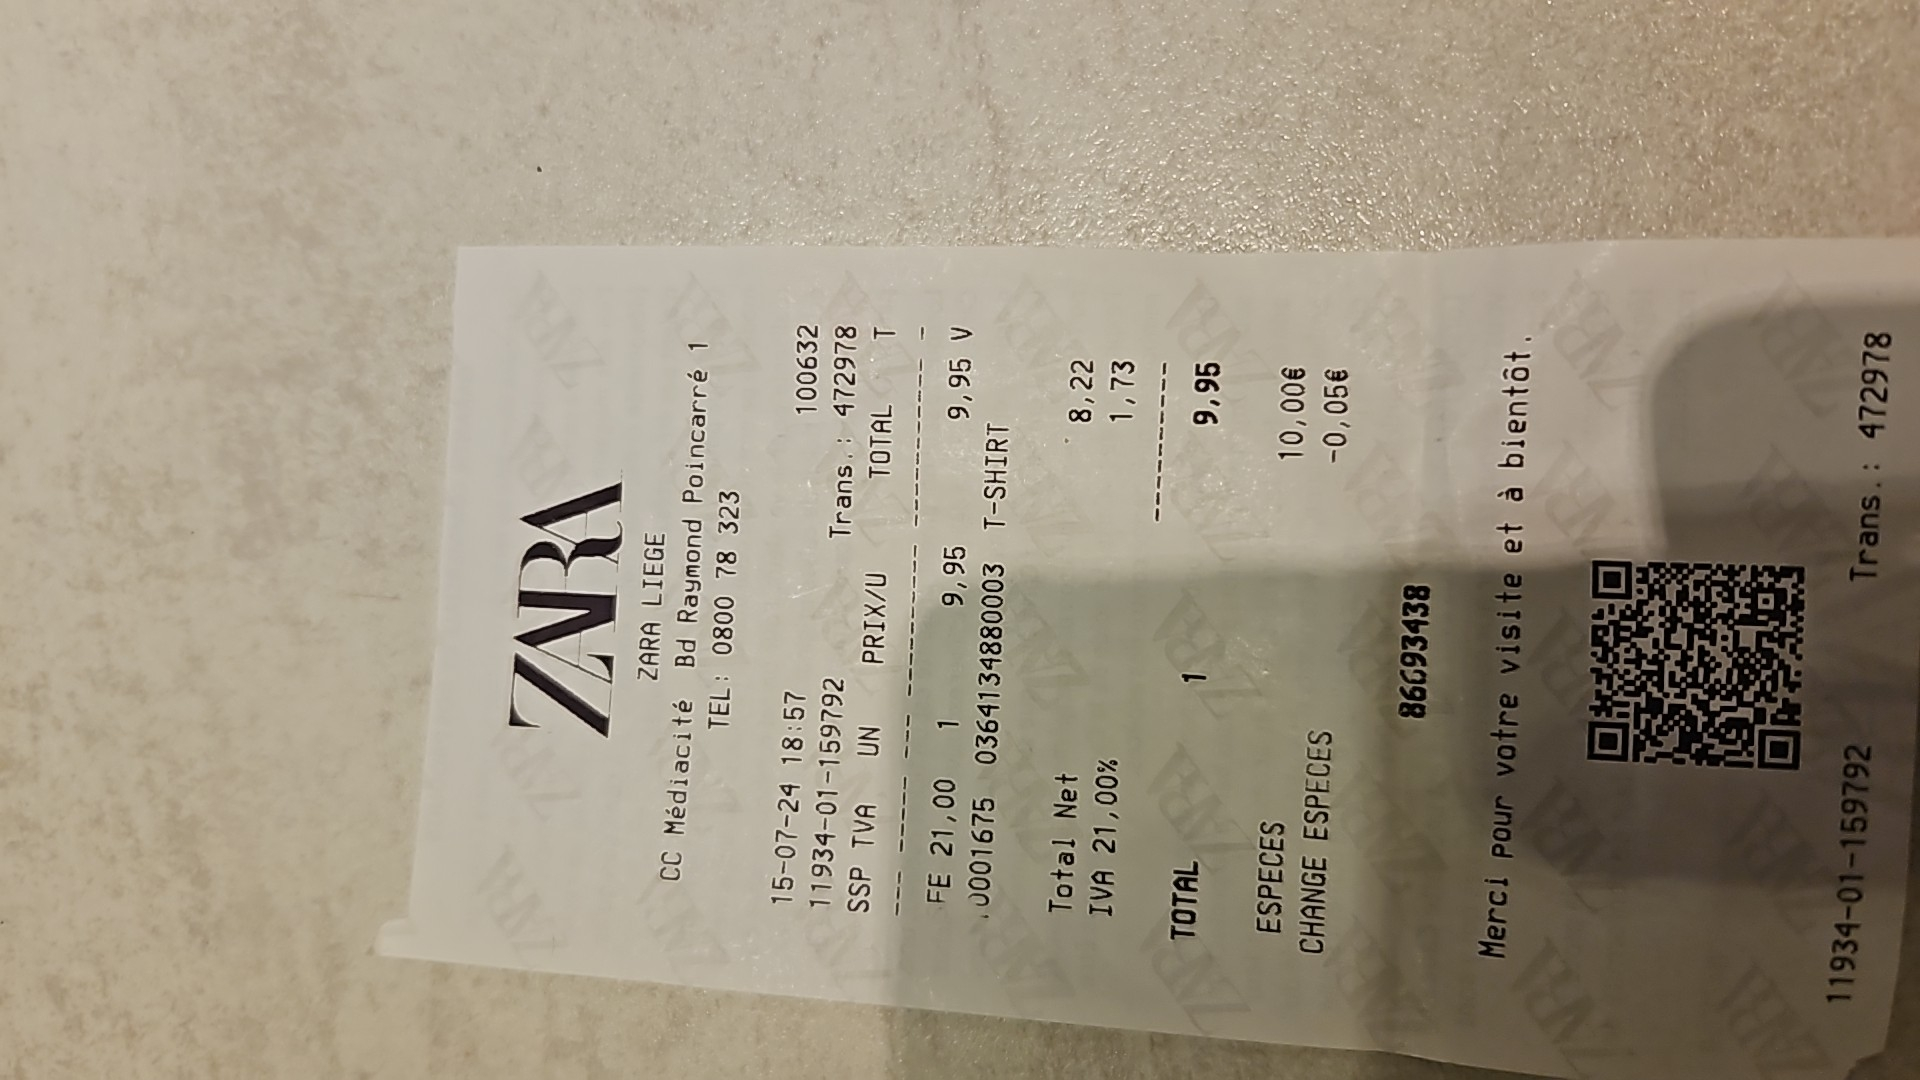 ZARA
ZARA LIEGE
CC Médiacité Bd Raymond Poincarré 1
TEL: 0800 78 323
15-07-24 18:57 100632
11934-01-159792 Trans.: 472978
SSP TVA UN PRIX/U TOTAL T
--- ----- --- ----------- ----------- -
FE 21,00 1 9,95 9,95 V
0001675 0364134880003 T-SHIRT
Total Net 8,22
IVA 21,00% 1,73
-----------
TOTAL 1 9,95
ESPECES 10,00€
CHANGE ESPECES -0,05€
86G93438
Merci pour votre visite et à bientôt.
11934-01-159792 Trans.: 472978